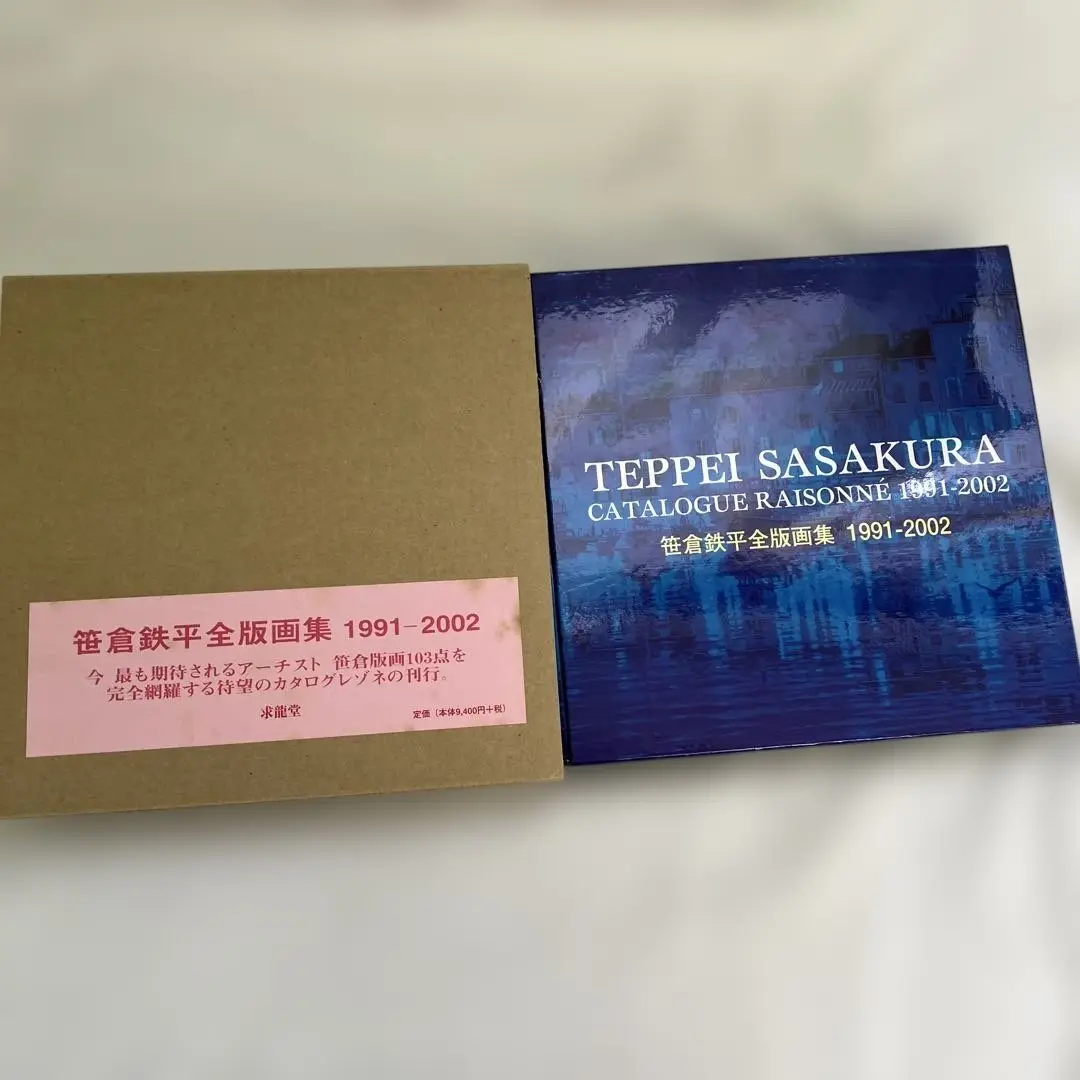 笹倉鉄平全版画集 1991–2002
今 最も期待されるアーチスト 笹倉版画103点を
完全網羅する待望のカタログレゾネの刊行。
求龍堂
定価(本体9,400円+税)
TEPPEI SASAKURA
CATALOGUE RAISONNÉ 1991-2002
笹倉鉄平全版画集 1991-2002